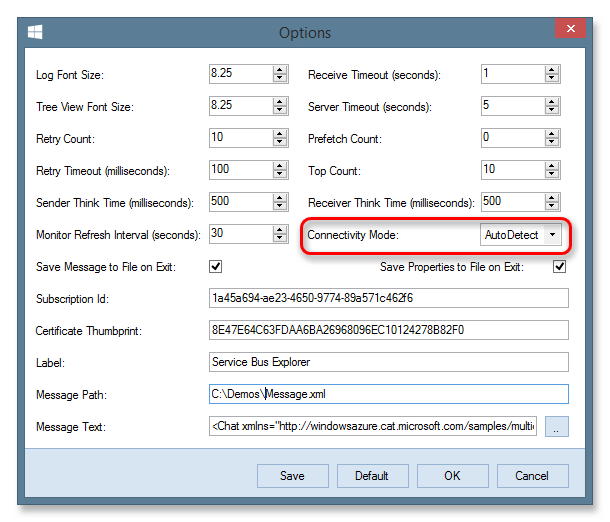 Options
Log Font Size: 8.25 Receive Timeout (seconds): 1
Tree View Font Size: 8.25 Server Timeout (seconds): 5
Retry Count: 10 Prefetch Count: 0
Retry Timeout (milliseconds): 100 Top Count: 10
Sender Think Time (milliseconds): 500 Receiver Think Time (milliseconds): 500
Monitor Refresh Interval (seconds): 30 Connectivity Mode: AutoDetect
Save Message to File on Exit: Save Properties to File on Exit:
Subscription Id: 1a45a694-ae23-4650-9774-89a571c462f6
Certificate Thumbprint: 8E47E64C63FDAA6BA26968096EC10124278B82F0
Label: Service Bus Explorer
Message Path: C:\Demos\Message.xml
Message Text: <Chat xmlns="http://windowsazure.cat.microsoft.com/samples/multi ..
Save Default OK Cancel